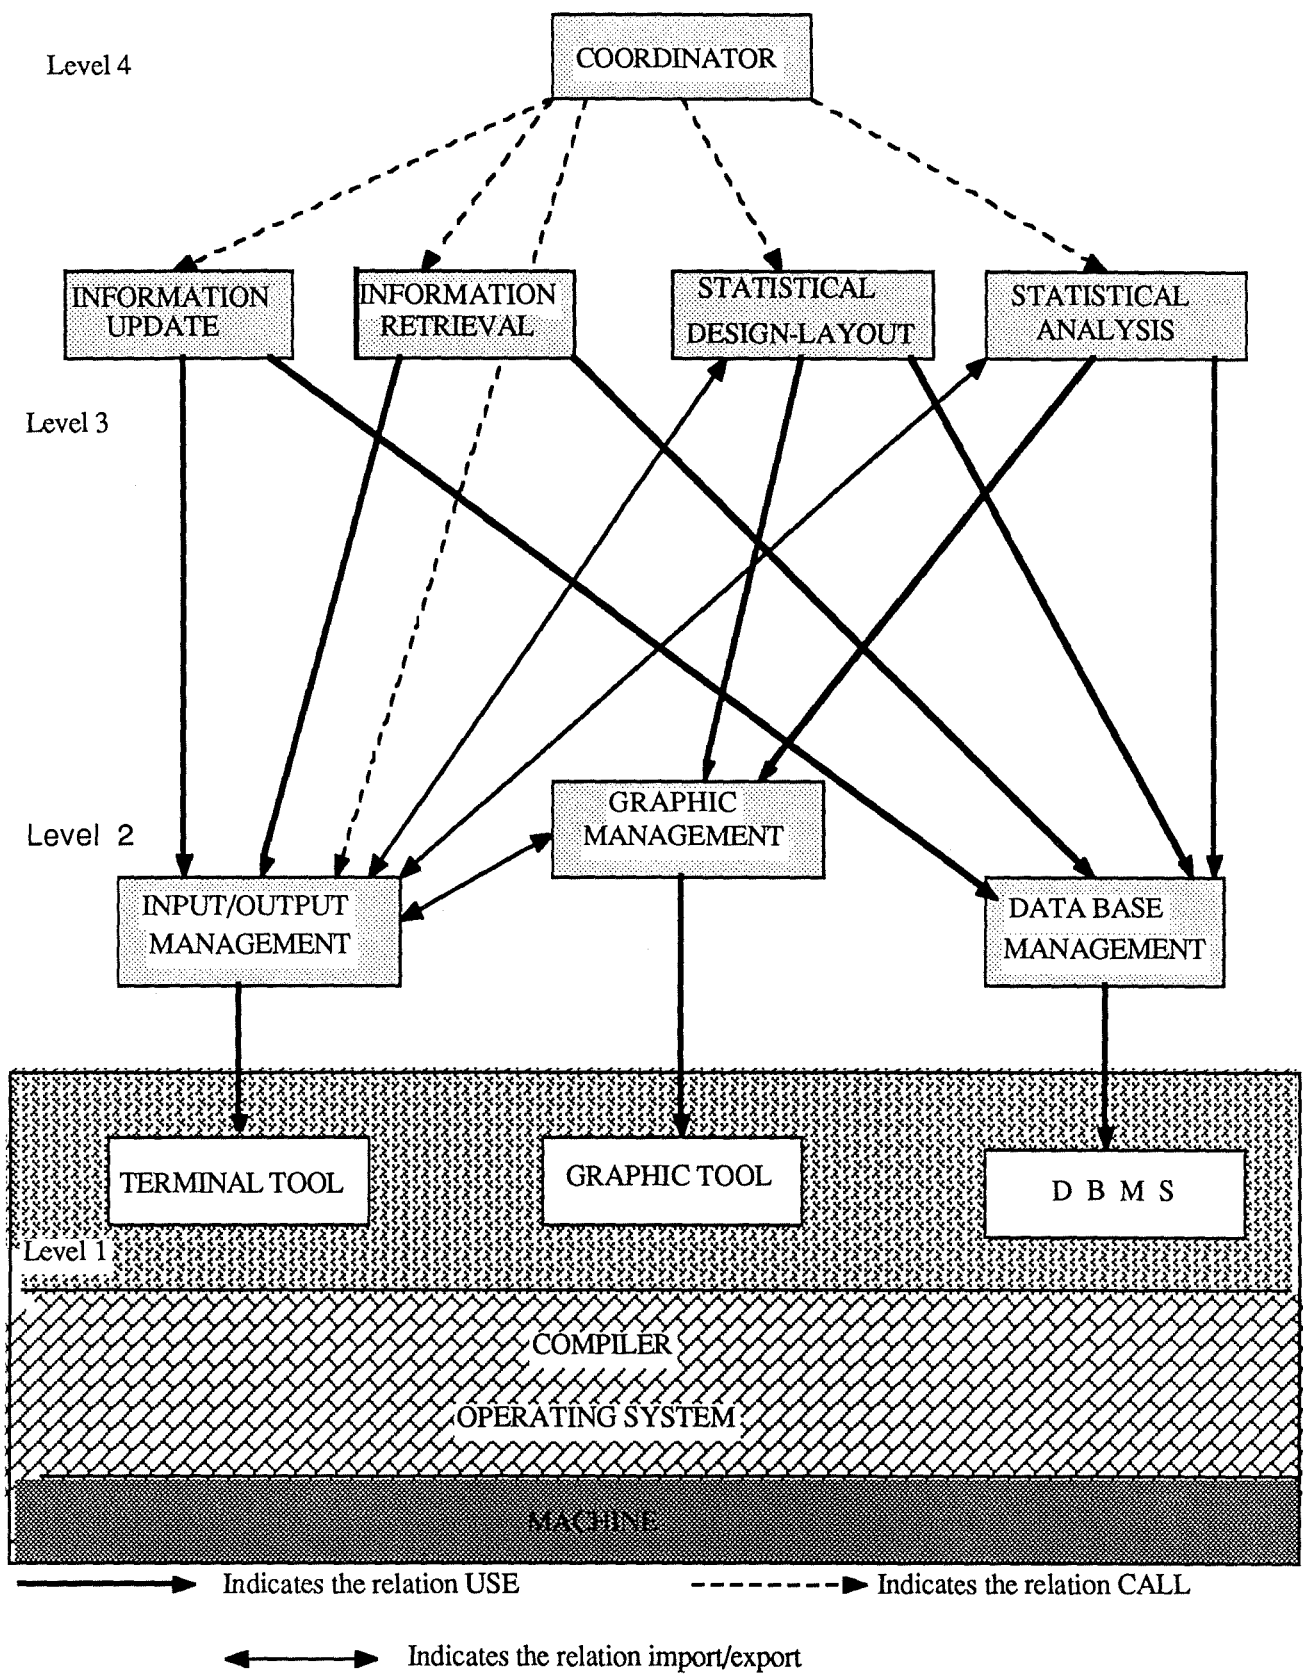 COORDINATOR
Level 4
INFORMATION
UPDATE
INFORMATION
RETRIEVAL
STATISTICAL
DESIGN-LAYOUT
STATISTICAL
ANALYSIS
Level 3
GRAPHIC
MANAGEMENT
Level 2
INPUT/OUTPUT
MANAGEMENT
DATA BASE
MANAGEMENT
TERMINAL TOOL
GRAPHIC TOOL
D B M S
Level 1
COMPILER
OPERATING SYSTEM
MACHINE
Indicates the relation USE
Indicates the relation CALL
Indicates the relation import/export